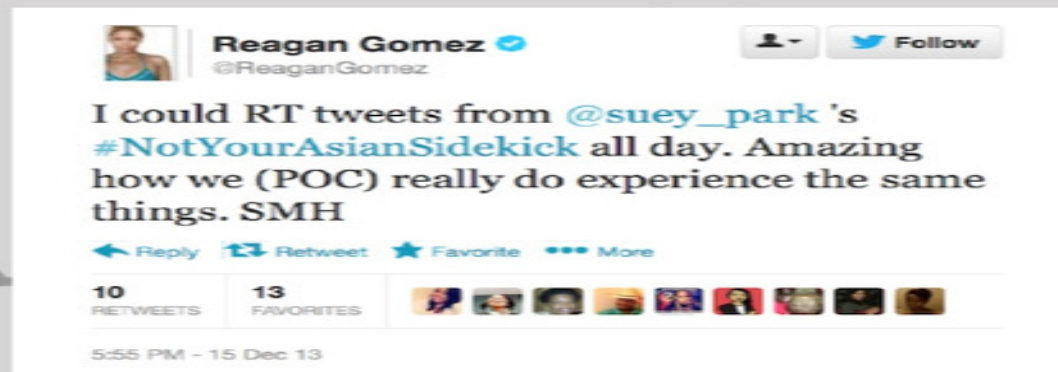 Reagan Gomez
Follow
@ReaganGomez
I could RT tweets from @suey_park 's
#NotYourAsianSidekick all day. Amazing
how we (POC) really do experience the same
things. SMH
Reply Retweet Favorite More
10 13
RETWEETS FAVORITES
5:55 PM - 15 Dec 13